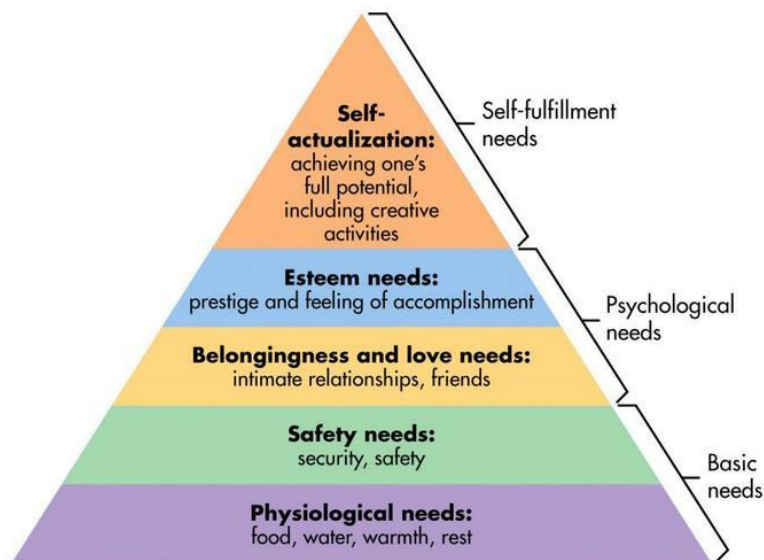 Self-
actualization:
achieving one's
full potential,
including creative
activities
Self-fulfillment
needs
Esteem needs:
prestige and feeling of accomplishment
Psychological
needs
Belongingness and love needs:
intimate relationships, friends
Safety needs:
security, safety
Basic
needs
Physiological needs:
food, water, warmth, rest